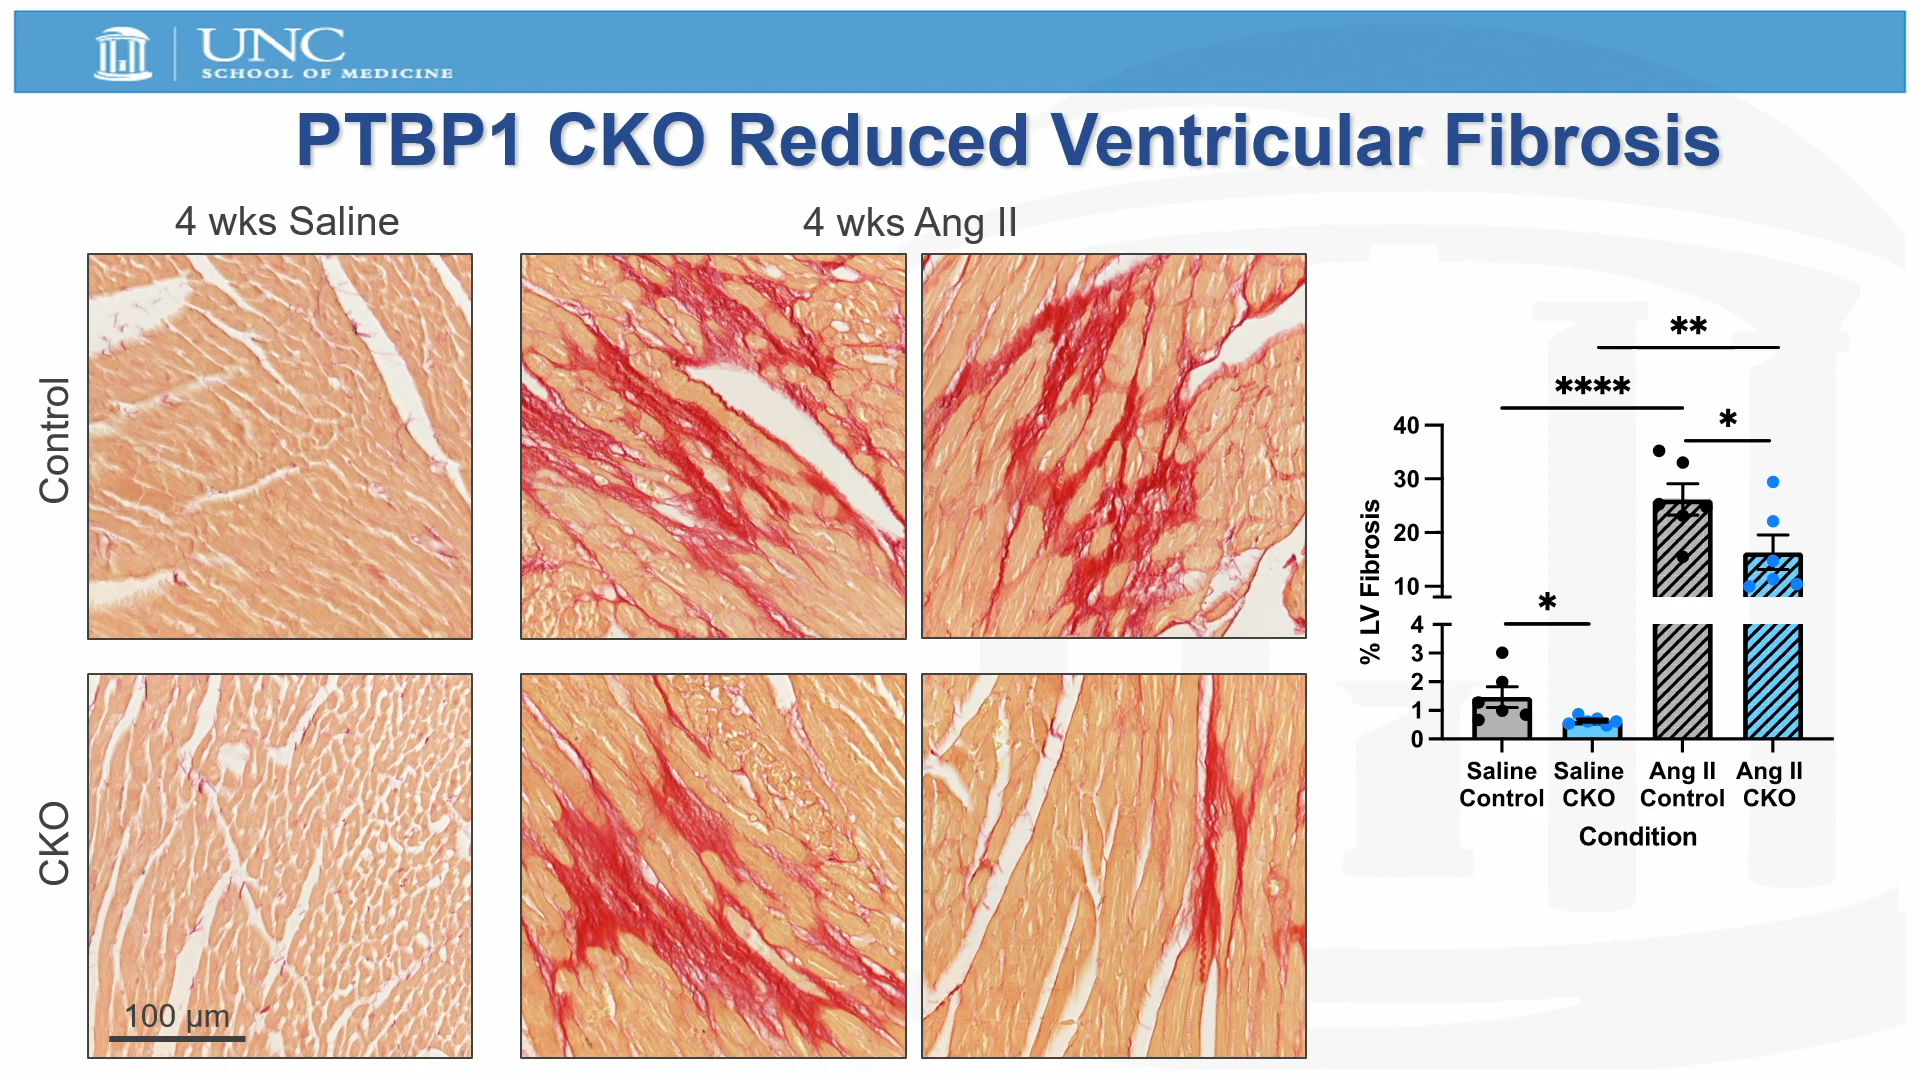 UNC
SCHOOL OF MEDICINE
PTBP1 CKO Reduced Ventricular Fibrosis
4 wks Saline
4 wks Ang II
Control
CKO
100 µm
**
****
*
*
% LV Fibrosis
40
30
20
10
4
3
2
1
0
Saline Control
Saline CKO
Ang II Control
Ang II CKO
Condition